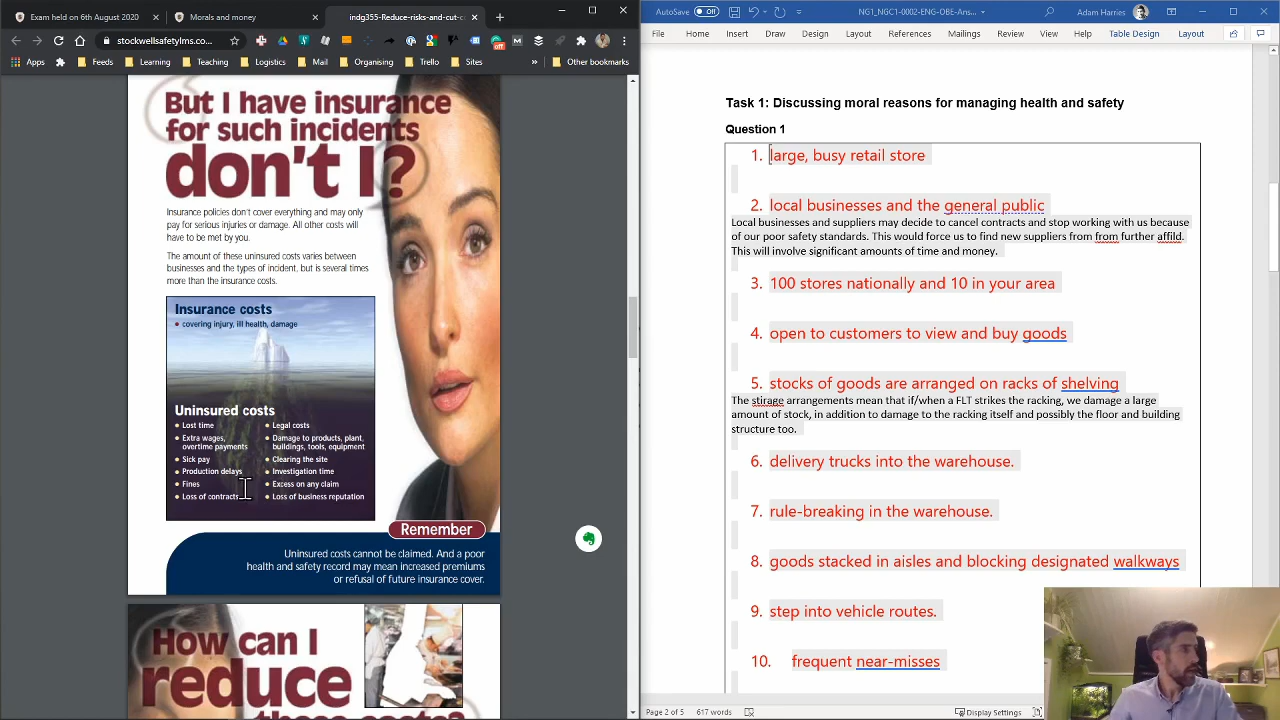 Exam held on 6th August 2020
Morals and money
indg355-Reduce-risks-and-cut-c
stockwellsafetylms.co...
off
Apps
Feeds
Teaching
Logistics
Mail
Organising
Trello
Sites
»
Other bookmarks
But I have insurance
for such incidents
don't I?
Insurance policies don't cover everything and may only
pay for serious injuries or damage. All other costs will
have to be met by you.
The amount of these uninsured costs varies between
businesses and the types of incident, but is several times
more than the insurance costs.
Insurance costs
• covering injury, ill health, damage
Uninsured costs
• Lost time
• Extra wages,
overtime payments
• Sick pay
• Production delays
• Fines
• Loss of contracts
• Legal costs
• Damage to products, plant,
buildings, tools, equipment
• Clearing the site
• Investigation time
• Excess on any claim
• Loss of business reputation
Remember
Uninsured costs cannot be claimed. And a poor
health and safety record may mean increased premiums
or refusal of future insurance cover.
How can I
reduce
these costs?
AutoSave
Off
NG1_NGC1-0002-ENG-DBE-Ans...
Adam Harries
File
Home
Insert
Draw
Design
Layout
References
Mailings
Review
View
Help
Table Design
Layout
Task 1: Discussing moral reasons for managing health and safety
Question 1
1. large, busy retail store
2. local businesses and the general public
Local businesses and suppliers may decide to cancel contracts and stop working with us because
of our poor safety standards. This would force us to find new suppliers from from further affild.
This will involve significant amounts of time and money.
3. 100 stores nationally and 10 in your area
4. open to customers to view and buy goods
5. stocks of goods are arranged on racks of shelving
The stirage arrangements mean that if/when a FLT strikes the racking, we damage a large
amount of stock, in addition to damage to the racking itself and possibly the floor and building
structure too.
6. delivery trucks into the warehouse.
7. rule-breaking in the warehouse.
8. goods stacked in aisles and blocking designated walkways
9. step into vehicle routes.
10. frequent near-misses
Page 2 of 5
617 words
Display Settings